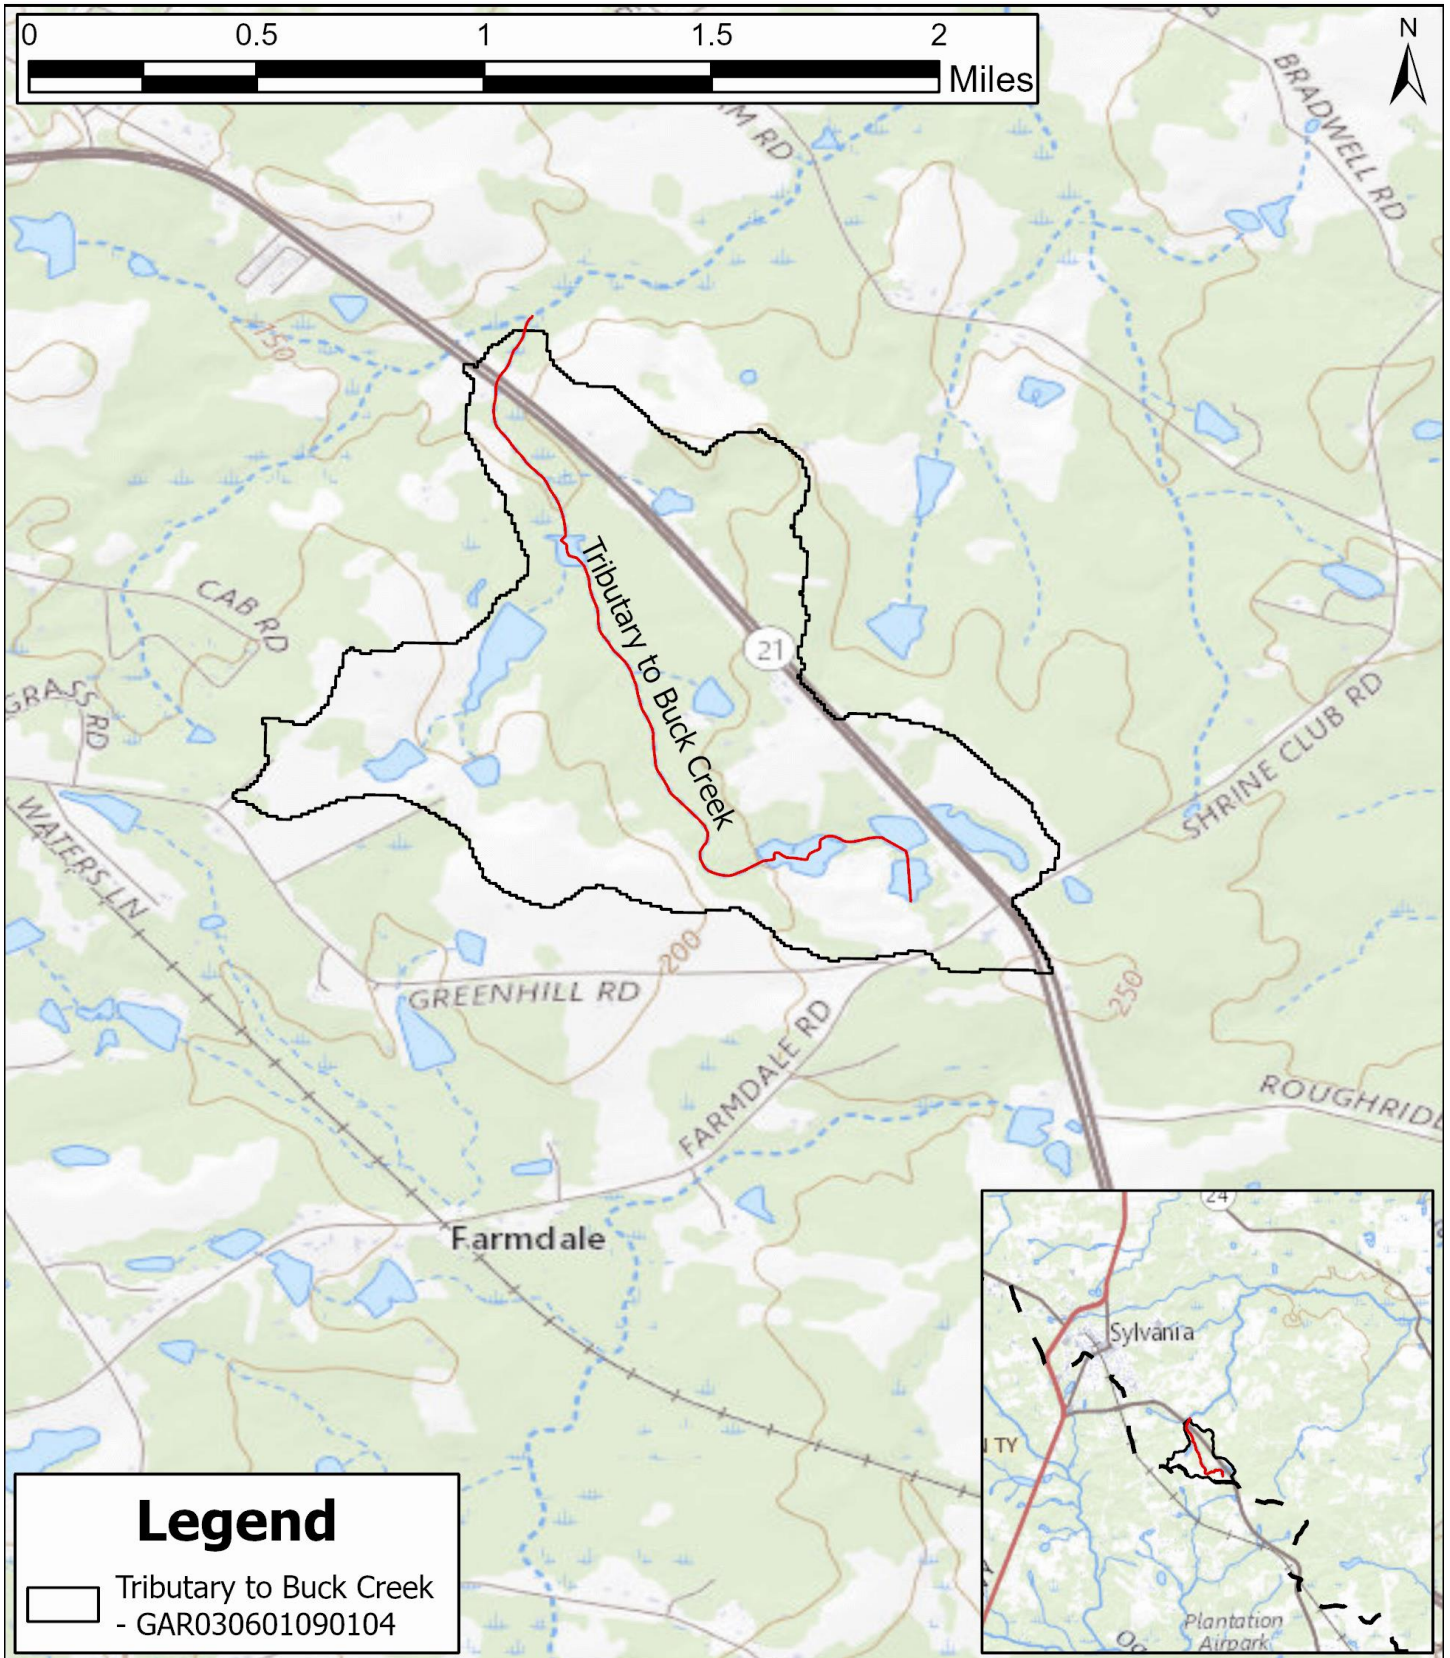 0 0.5 1 1.5 2
Miles
N
BRADWELL RD
M RD
150
CAB RD
GRASS RD
21
Tributary to Buck Creek
SHRINE CLUB RD
WATERS LN
200
250
GREENHILL RD
FARMDALE RD
ROUGHRIDE
Farmdale
24
Sylvania
TY
Plantation
Airpark
Legend
Tributary to Buck Creek
- GAR030601090104